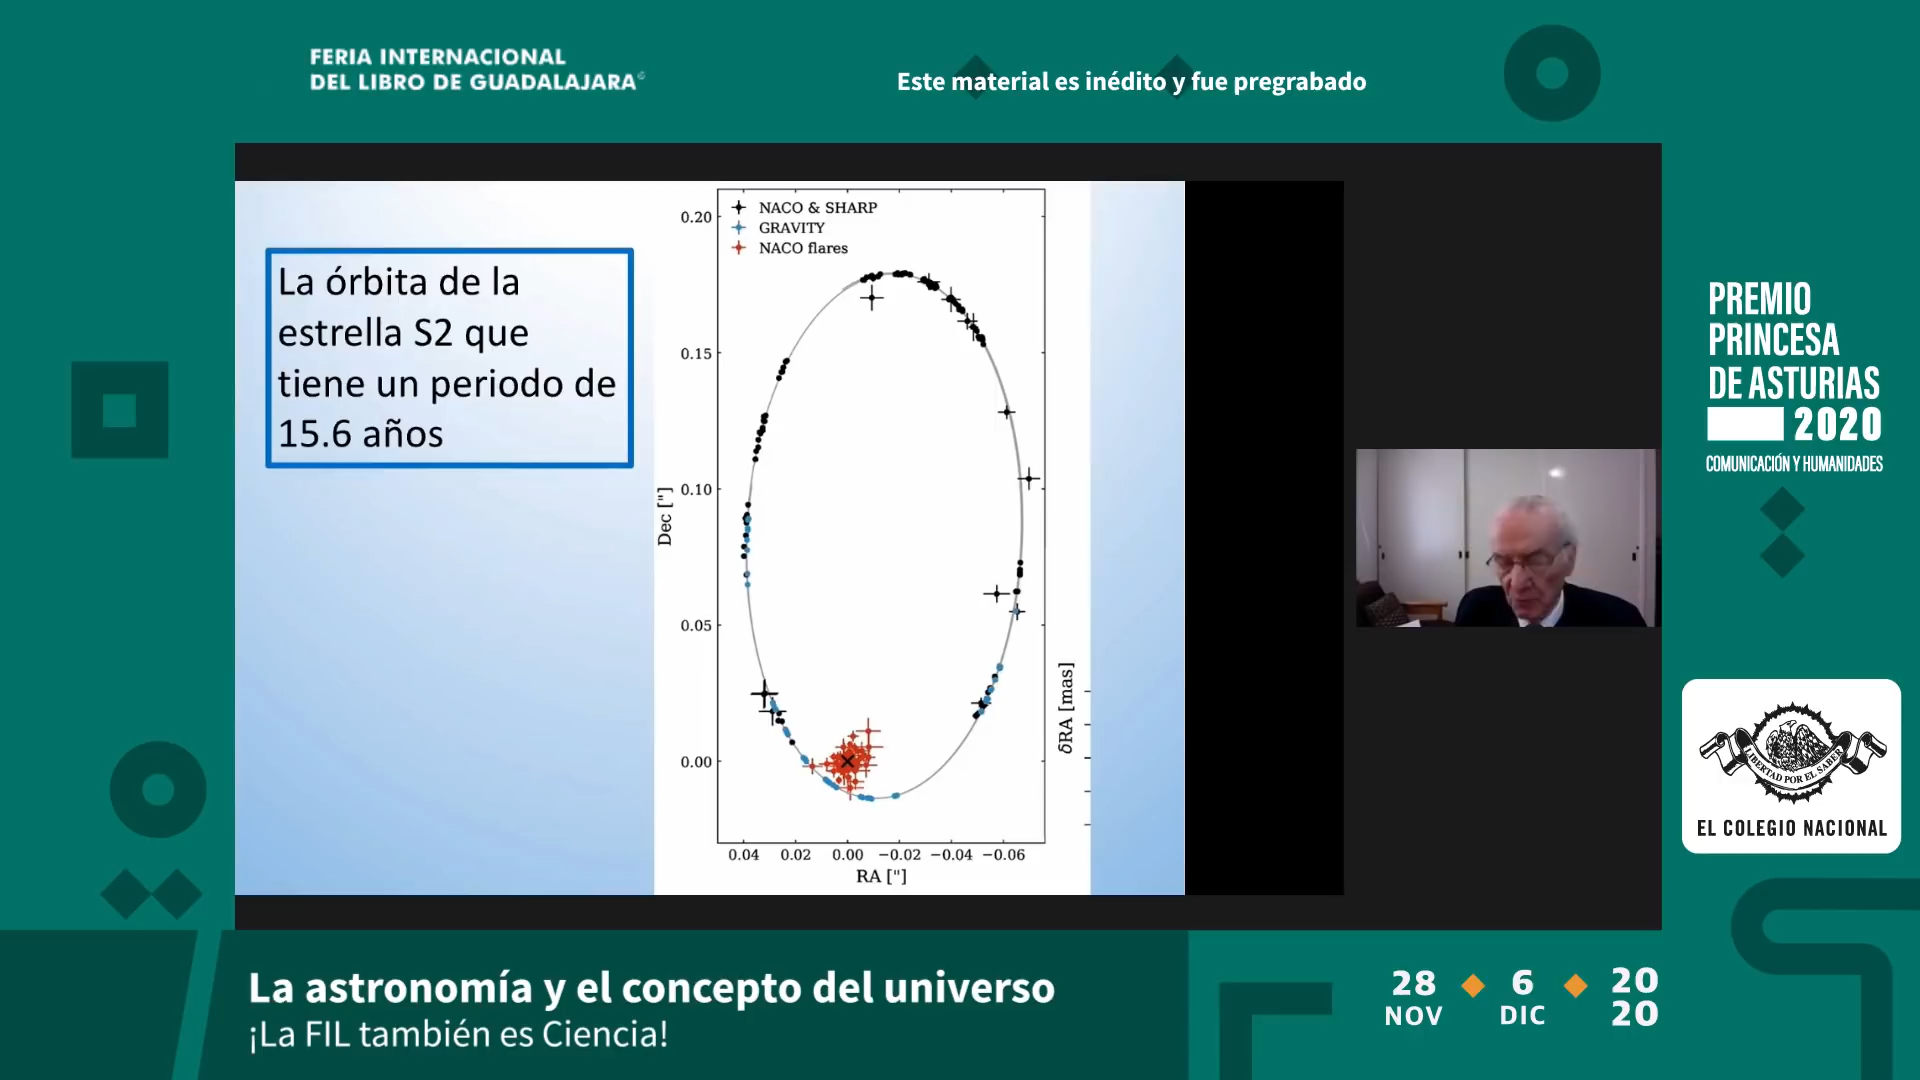 FERIA INTERNACIONAL
DEL LIBRO DE GUADALAJARA
Este material es inédito y fue pregrabado
La órbita de la
estrella S2 que
tiene un periodo de
15.6 años
NACO & SHARP
GRAVITY
NACO flares
0.20
0.15
0.10
0.05
0.00
Dec ["]
0.04 0.02 0.00 −0.02 −0.04 −0.06
RA ["]
δRA [mas]
PREMIO
PRINCESA
DE ASTURIAS
2020
COMUNICACIÓN Y HUMANIDADES
LIBERTAD POR EL SABER
EL COLEGIO NACIONAL
La astronomía y el concepto del universo
¡La FIL también es Ciencia!
28 6 20
NOV DIC 20